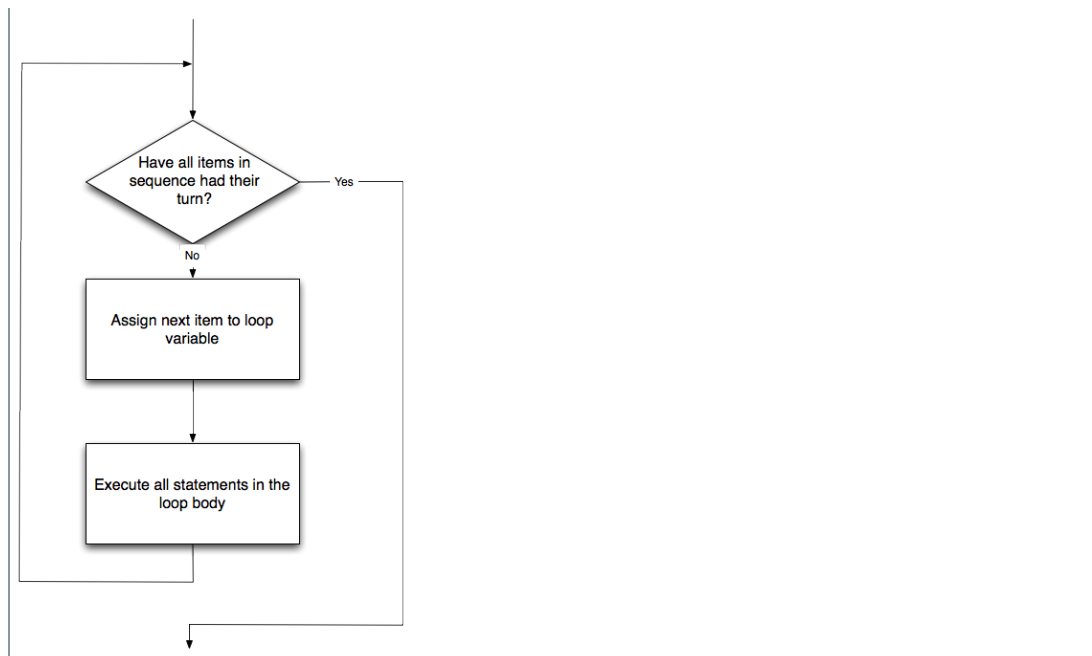 Have all items in
sequence had their
turn?
Yes
No
Assign next item to loop
variable
Execute all statements in the
loop body